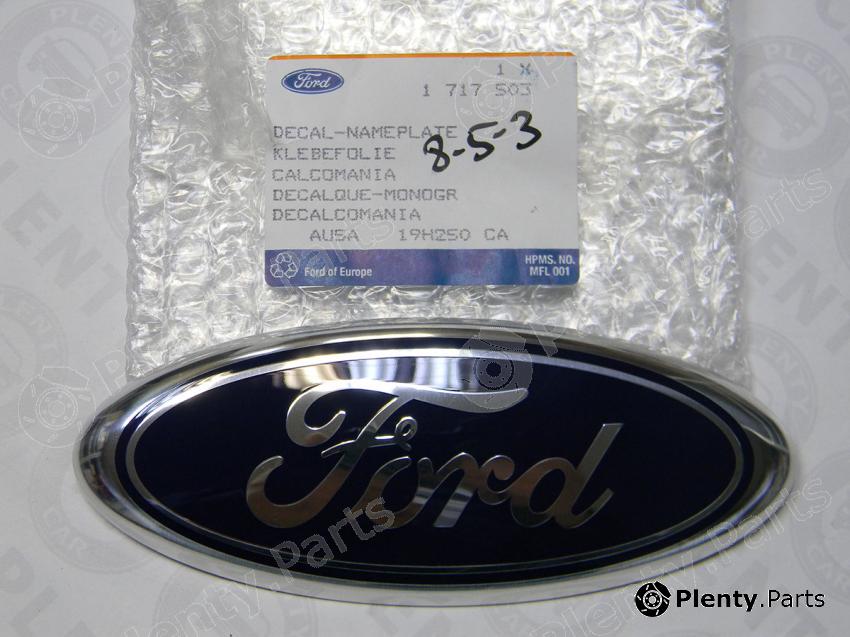 Ford
1 X
1 717 503
DECAL-NAMEPLATE
KLEBEFOLIE
8-5-3
CALCOMANIA
DECALQUE-MONOGR
DECALCOMANIA
AU5A 19H250 CA
Ford of Europe
HPMS. NO.
MFL 001
Ford
Plenty.Parts